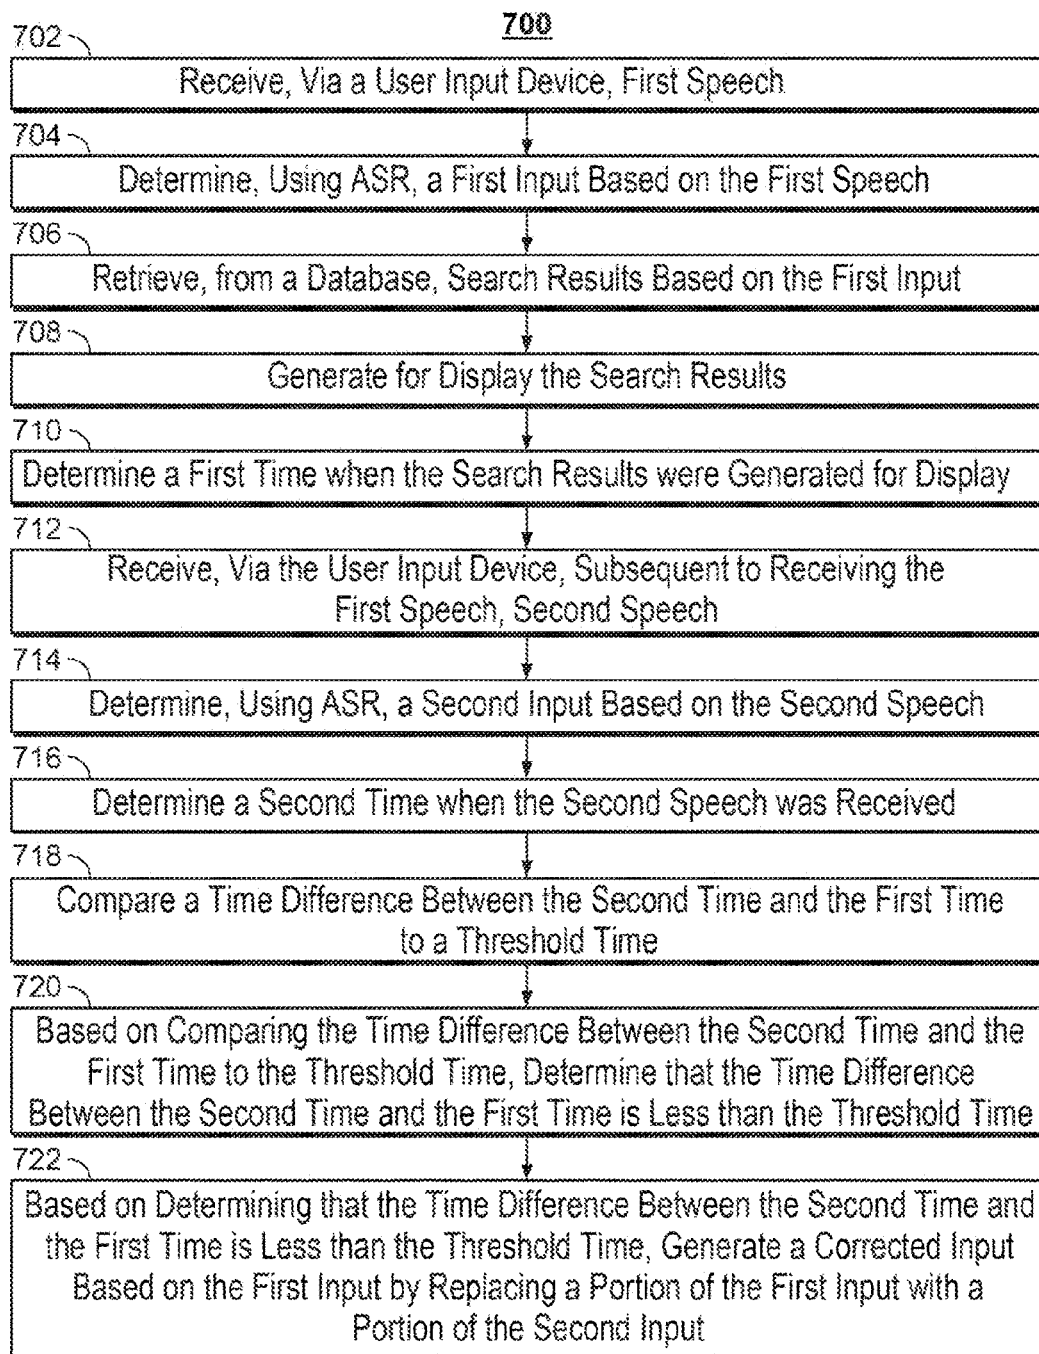 700
702
Receive, Via a User Input Device, First Speech
704
Determine, Using ASR, a First Input Based on the First Speech
706
Retrieve, from a Database, Search Results Based on the First Input
708
Generate for Display the Search Results
710
Determine a First Time when the Search Results were Generated for Display
712
Receive, Via the User Input Device, Subsequent to Receiving the
First Speech, Second Speech
714
Determine, Using ASR, a Second Input Based on the Second Speech
716
Determine a Second Time when the Second Speech was Received
718
Compare a Time Difference Between the Second Time and the First Time
to a Threshold Time
720
Based on Comparing the Time Difference Between the Second Time and the
First Time to the Threshold Time, Determine that the Time Difference
Between the Second Time and the First Time is Less than the Threshold Time
722
Based on Determining that the Time Difference Between the Second Time and
the First Time is Less than the Threshold Time, Generate a Corrected Input
Based on the First Input by Replacing a Portion of the First Input with a
Portion of the Second Input